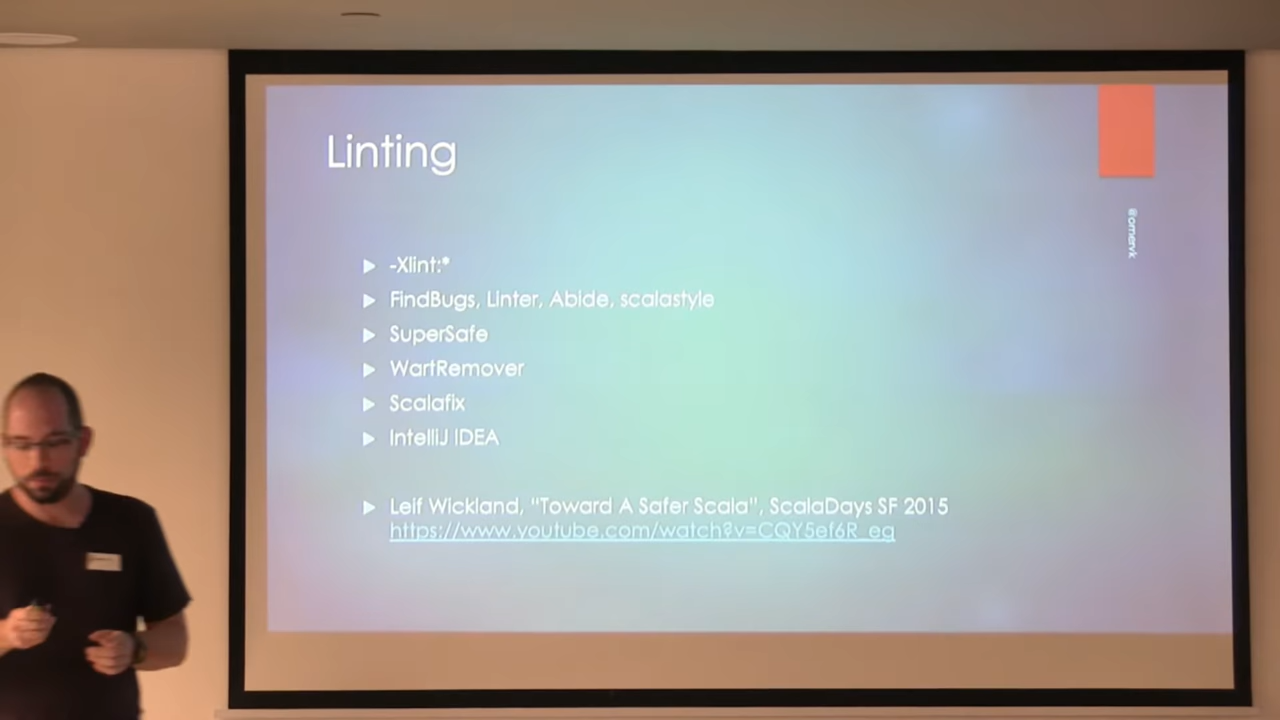 Linting
@omervk
-Xlint:*
FindBugs, Linter, Abide, scalastyle
SuperSafe
WartRemover
Scalafix
IntelliJ IDEA
Leif Wickland, "Toward A Safer Scala", ScalaDays SF 2015
https://www.youtube.com/watch?v=CQY5ef6R_eg